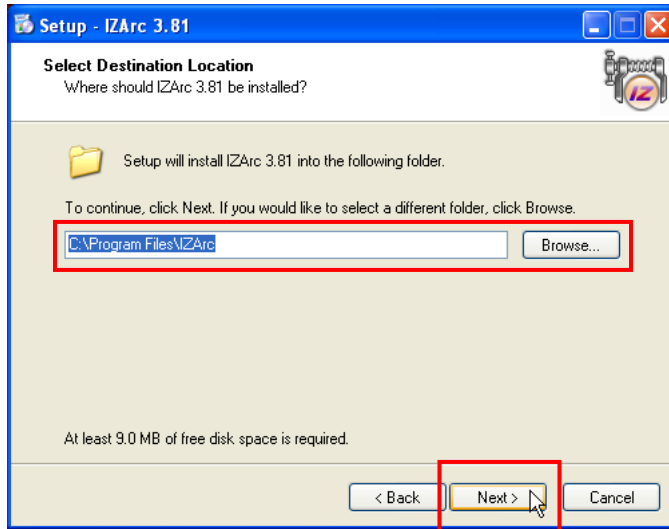 Setup - IZArc 3.81
Select Destination Location
Where should IZArc 3.81 be installed?
IZ
Setup will install IZArc 3.81 into the following folder.
To continue, click Next. If you would like to select a different folder, click Browse.
C:\Program Files\IZArc
Browse...
At least 9.0 MB of free disk space is required.
< Back
Next >
Cancel